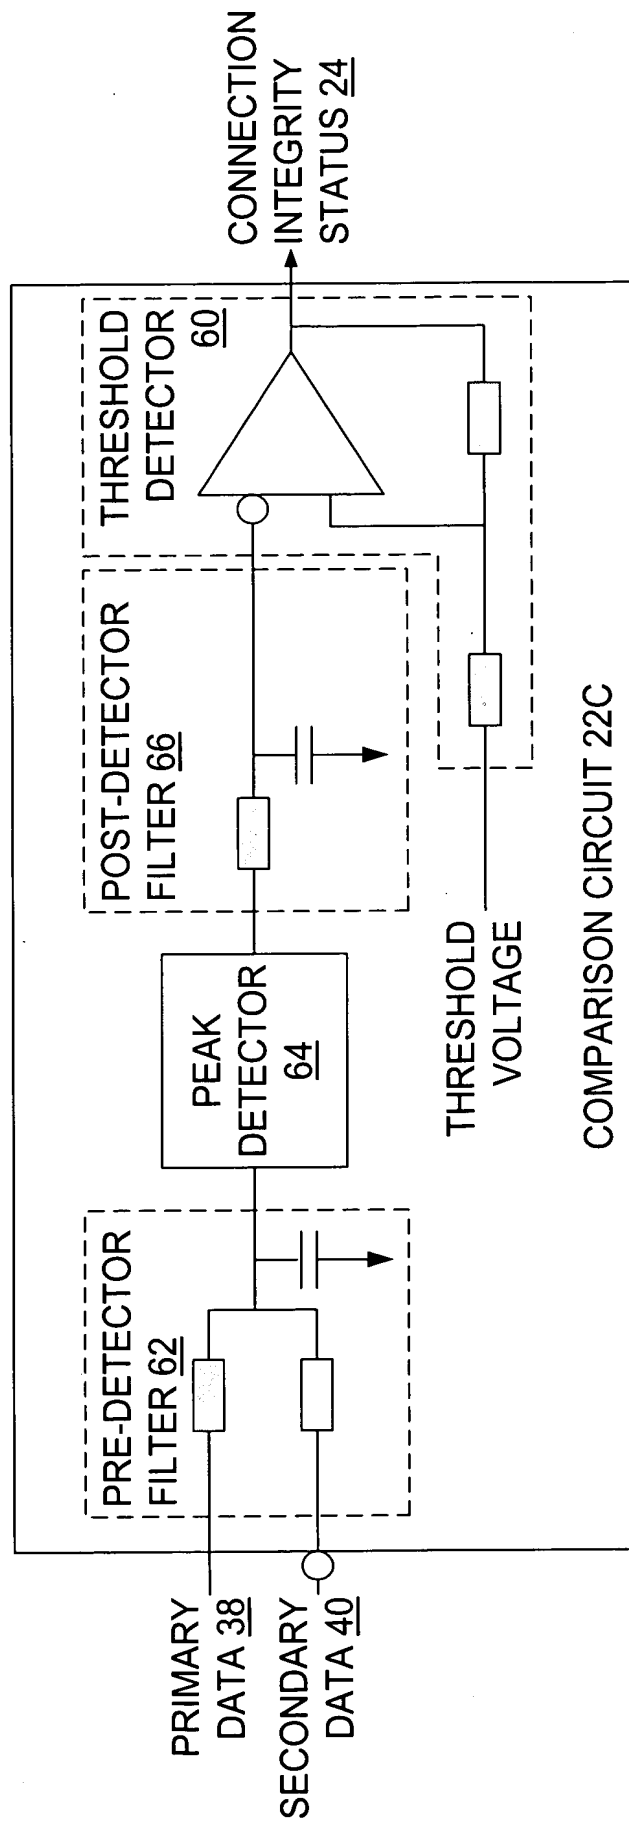 PRIMARY
DATA 38
SECONDARY
DATA 40
PRE-DETECTOR
FILTER 62
PEAK
DETECTOR
64
POST-DETECTOR
FILTER 66
THRESHOLD
DETECTOR
60
THRESHOLD
VOLTAGE
CONNECTION
INTEGRITY
STATUS 24
COMPARISON CIRCUIT 22C